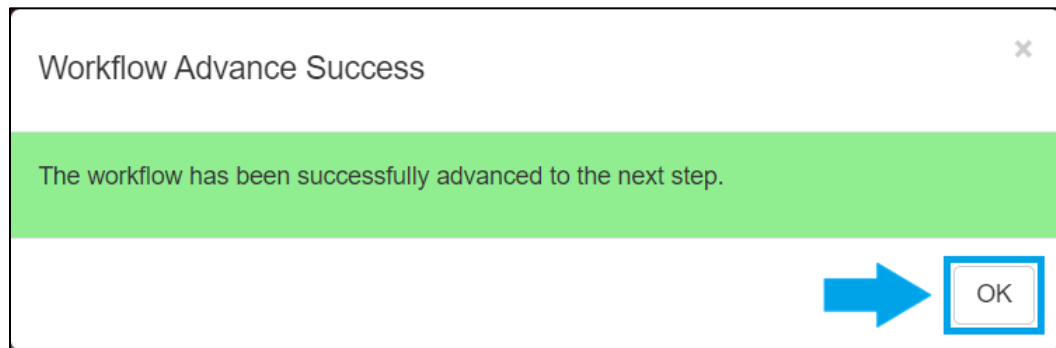 Workflow Advance Success
×
The workflow has been successfully advanced to the next step.
OK